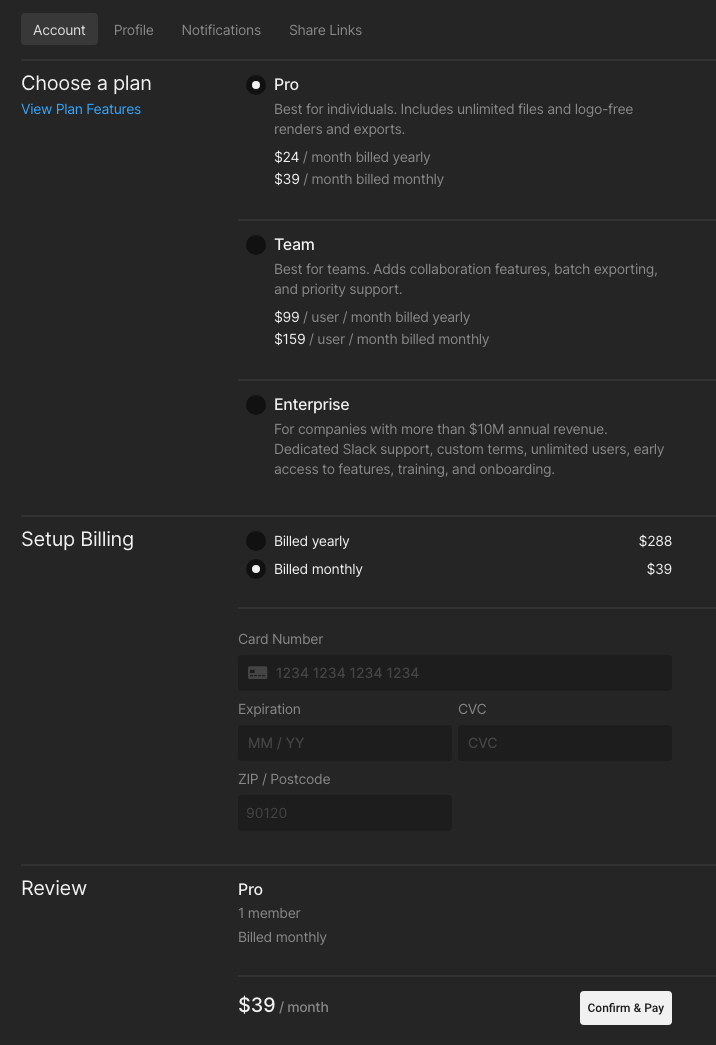 Account Profile Notifications Share Links
Choose a plan
View Plan Features
Pro
Best for individuals. Includes unlimited files and logo-free
renders and exports.
$24 / month billed yearly
$39 / month billed monthly
Team
Best for teams. Adds collaboration features, batch exporting,
and priority support.
$99 / user / month billed yearly
$159 / user / month billed monthly
Enterprise
For companies with more than $10M annual revenue.
Dedicated Slack support, custom terms, unlimited users, early
access to features, training, and onboarding.
Setup Billing
Billed yearly $288
Billed monthly $39
Card Number
1234 1234 1234 1234
Expiration CVC
MM / YY CVC
ZIP / Postcode
90120
Review
Pro
1 member
Billed monthly
$39 / month Confirm & Pay